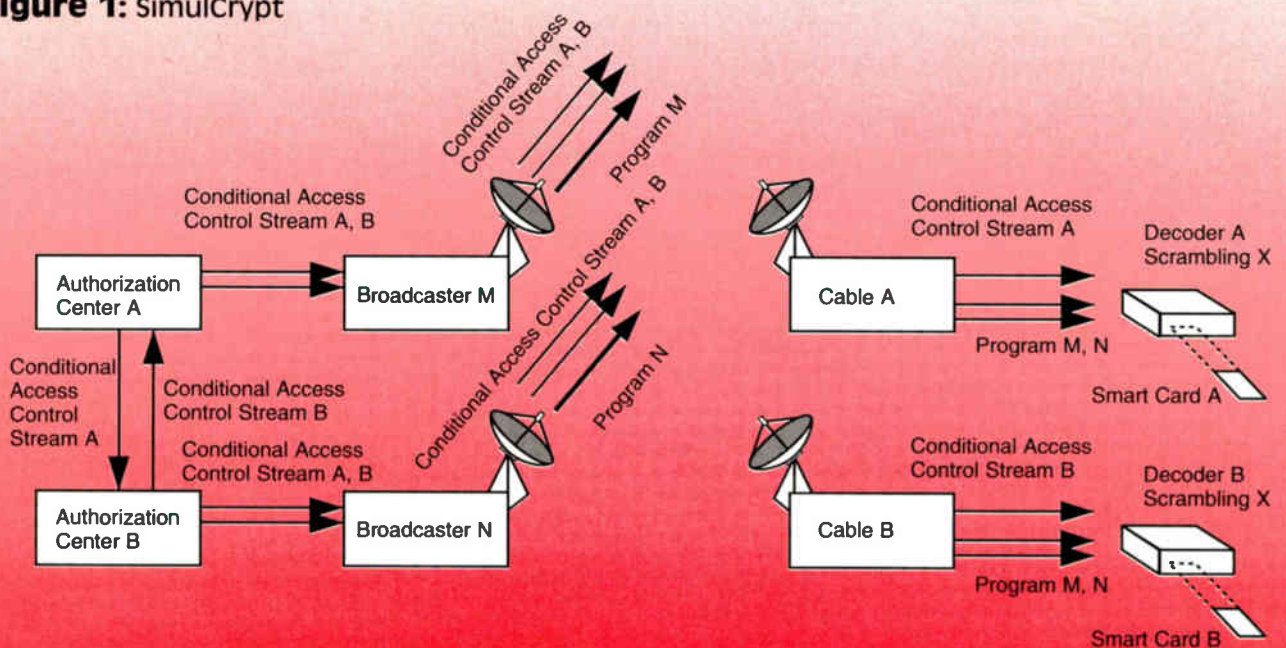 Figure 1: SimulCrypt
Conditional Access
Control Stream A, B
Program M
Conditional Access
Control Stream A, B
Authorization
Center A
Broadcaster M
Conditional Access Control Stream A, B
Program N
Conditional
Access
Control
Stream A
Conditional Access
Control Stream B
Conditional Access
Control Stream A, B
Authorization
Center B
Broadcaster N
Conditional Access
Control Stream A
Decoder A
Scrambling X
Cable A
Program M, N
Smart Card A
Conditional Access
Control Stream B
Decoder B
Scrambling X
Cable B
Program M, N
Smart Card B